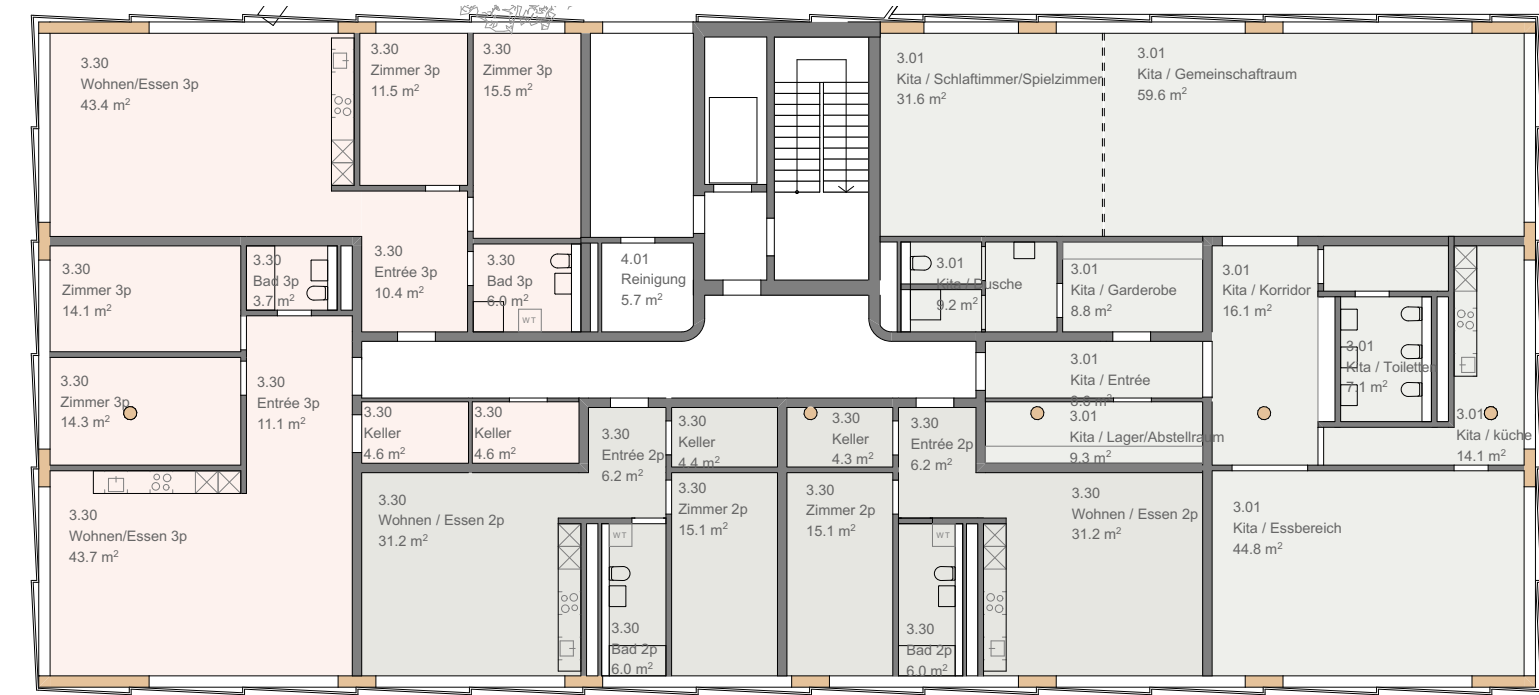 3.30
Wohnen/Essen 3p
43.4 m²
3.30
Zimmer 3p
11.5 m²
3.30
Zimmer 3p
15.5 m²
3.01
Kita / Schlaftimmer/Spielzimmer
31.6 m²
3.01
Kita / Gemeinschaftraum
59.6 m²
3.30
Zimmer 3p
14.1 m²
3.30
Bad 3p
3.7 m²
3.30
Entrée 3p
10.4 m²
3.30
Bad 3p
6.0 m²
WT
4.01
Reinigung
5.7 m²
3.01
Kita / Dusche
9.2 m²
3.01
Kita / Garderobe
8.8 m²
3.01
Kita / Korridor
16.1 m²
3.01
Kita / Toiletten
7.1 m²
3.30
Zimmer 3p
14.3 m²
3.30
Entrée 3p
11.1 m²
3.01
Kita / Entrée
3.30
Keller
4.6 m²
3.30
Keller
4.6 m²
3.30
Entrée 2p
6.2 m²
3.30
Keller
4.4 m²
3.30
Keller
4.3 m²
3.30
Entrée 2p
6.2 m²
3.01
Kita / Lager/Abstellraum
9.3 m²
3.01
Kita / küche
14.1 m²
3.30
Wohnen/Essen 3p
43.7 m²
3.30
Wohnen / Essen 2p
31.2 m²
3.30
Zimmer 2p
15.1 m²
3.30
Zimmer 2p
15.1 m²
3.30
Wohnen / Essen 2p
31.2 m²
3.01
Kita / Essbereich
44.8 m²
WT
WT
3.30
Bad 2p
6.0 m²
3.30
Bad 2p
6.0 m²